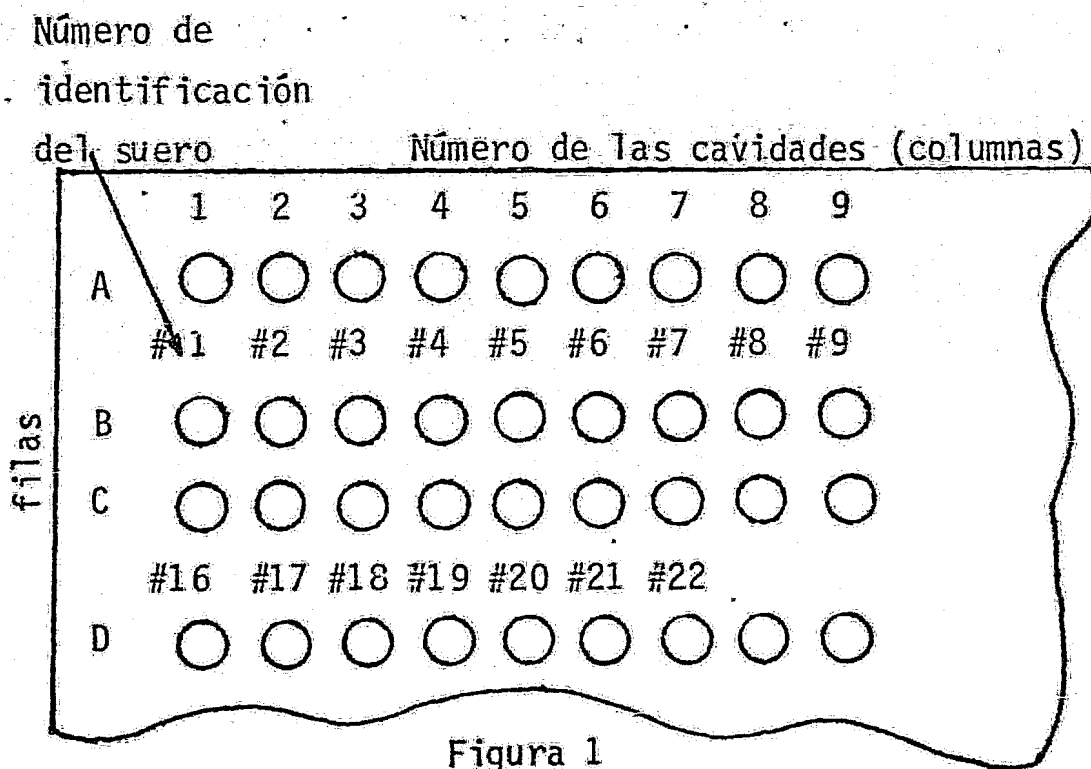 Número de
identificación
del suero
Número de las cavidades (columnas)
1 2 3 4 5 6 7 8 9
A
#1 #2 #3 #4 #5 #6 #7 #8 #9
filas
B
C
#16 #17 #18 #19 #20 #21 #22
D
Figura 1